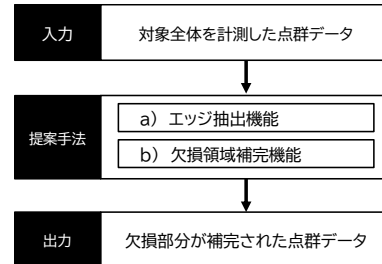 入力
対象全体を計測した点群データ
提案手法
a) エッジ抽出機能
b) 欠損領域補完機能
出力
欠損部分が補完された点群データ